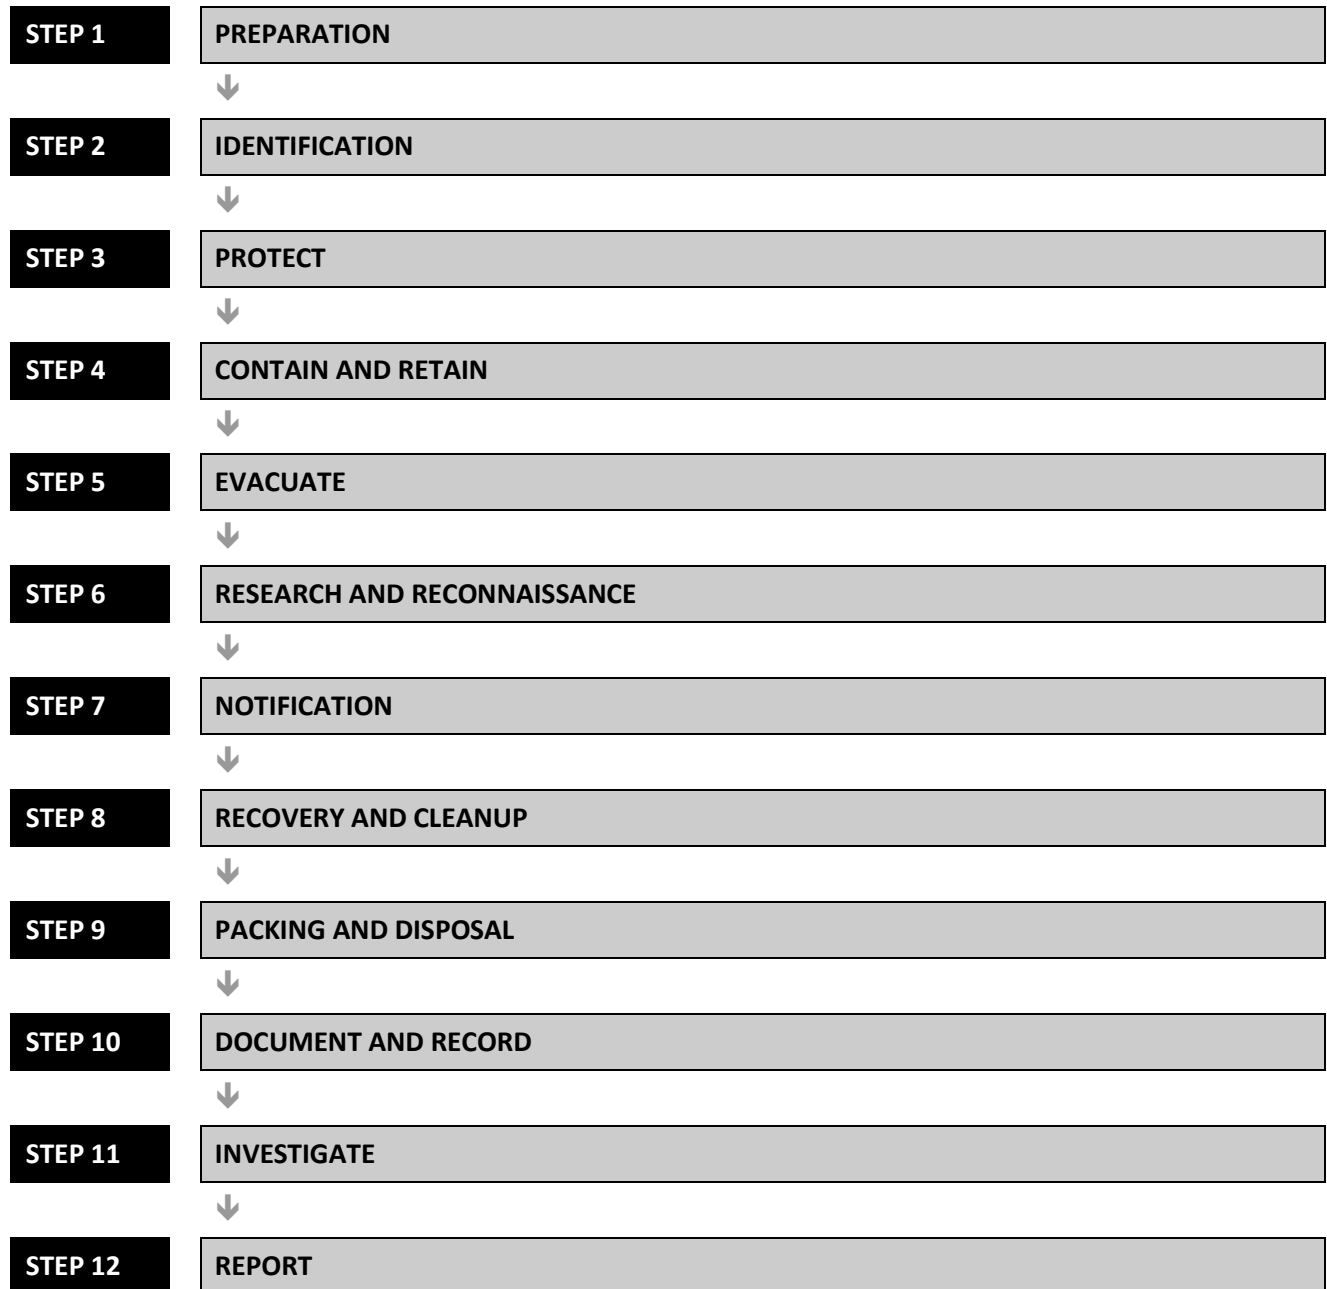 STEP 1 PREPARATION
STEP 2 IDENTIFICATION
STEP 3 PROTECT
STEP 4 CONTAIN AND RETAIN
STEP 5 EVACUATE
STEP 6 RESEARCH AND RECONNAISSANCE
STEP 7 NOTIFICATION
STEP 8 RECOVERY AND CLEANUP
STEP 9 PACKING AND DISPOSAL
STEP 10 DOCUMENT AND RECORD
STEP 11 INVESTIGATE
STEP 12 REPORT